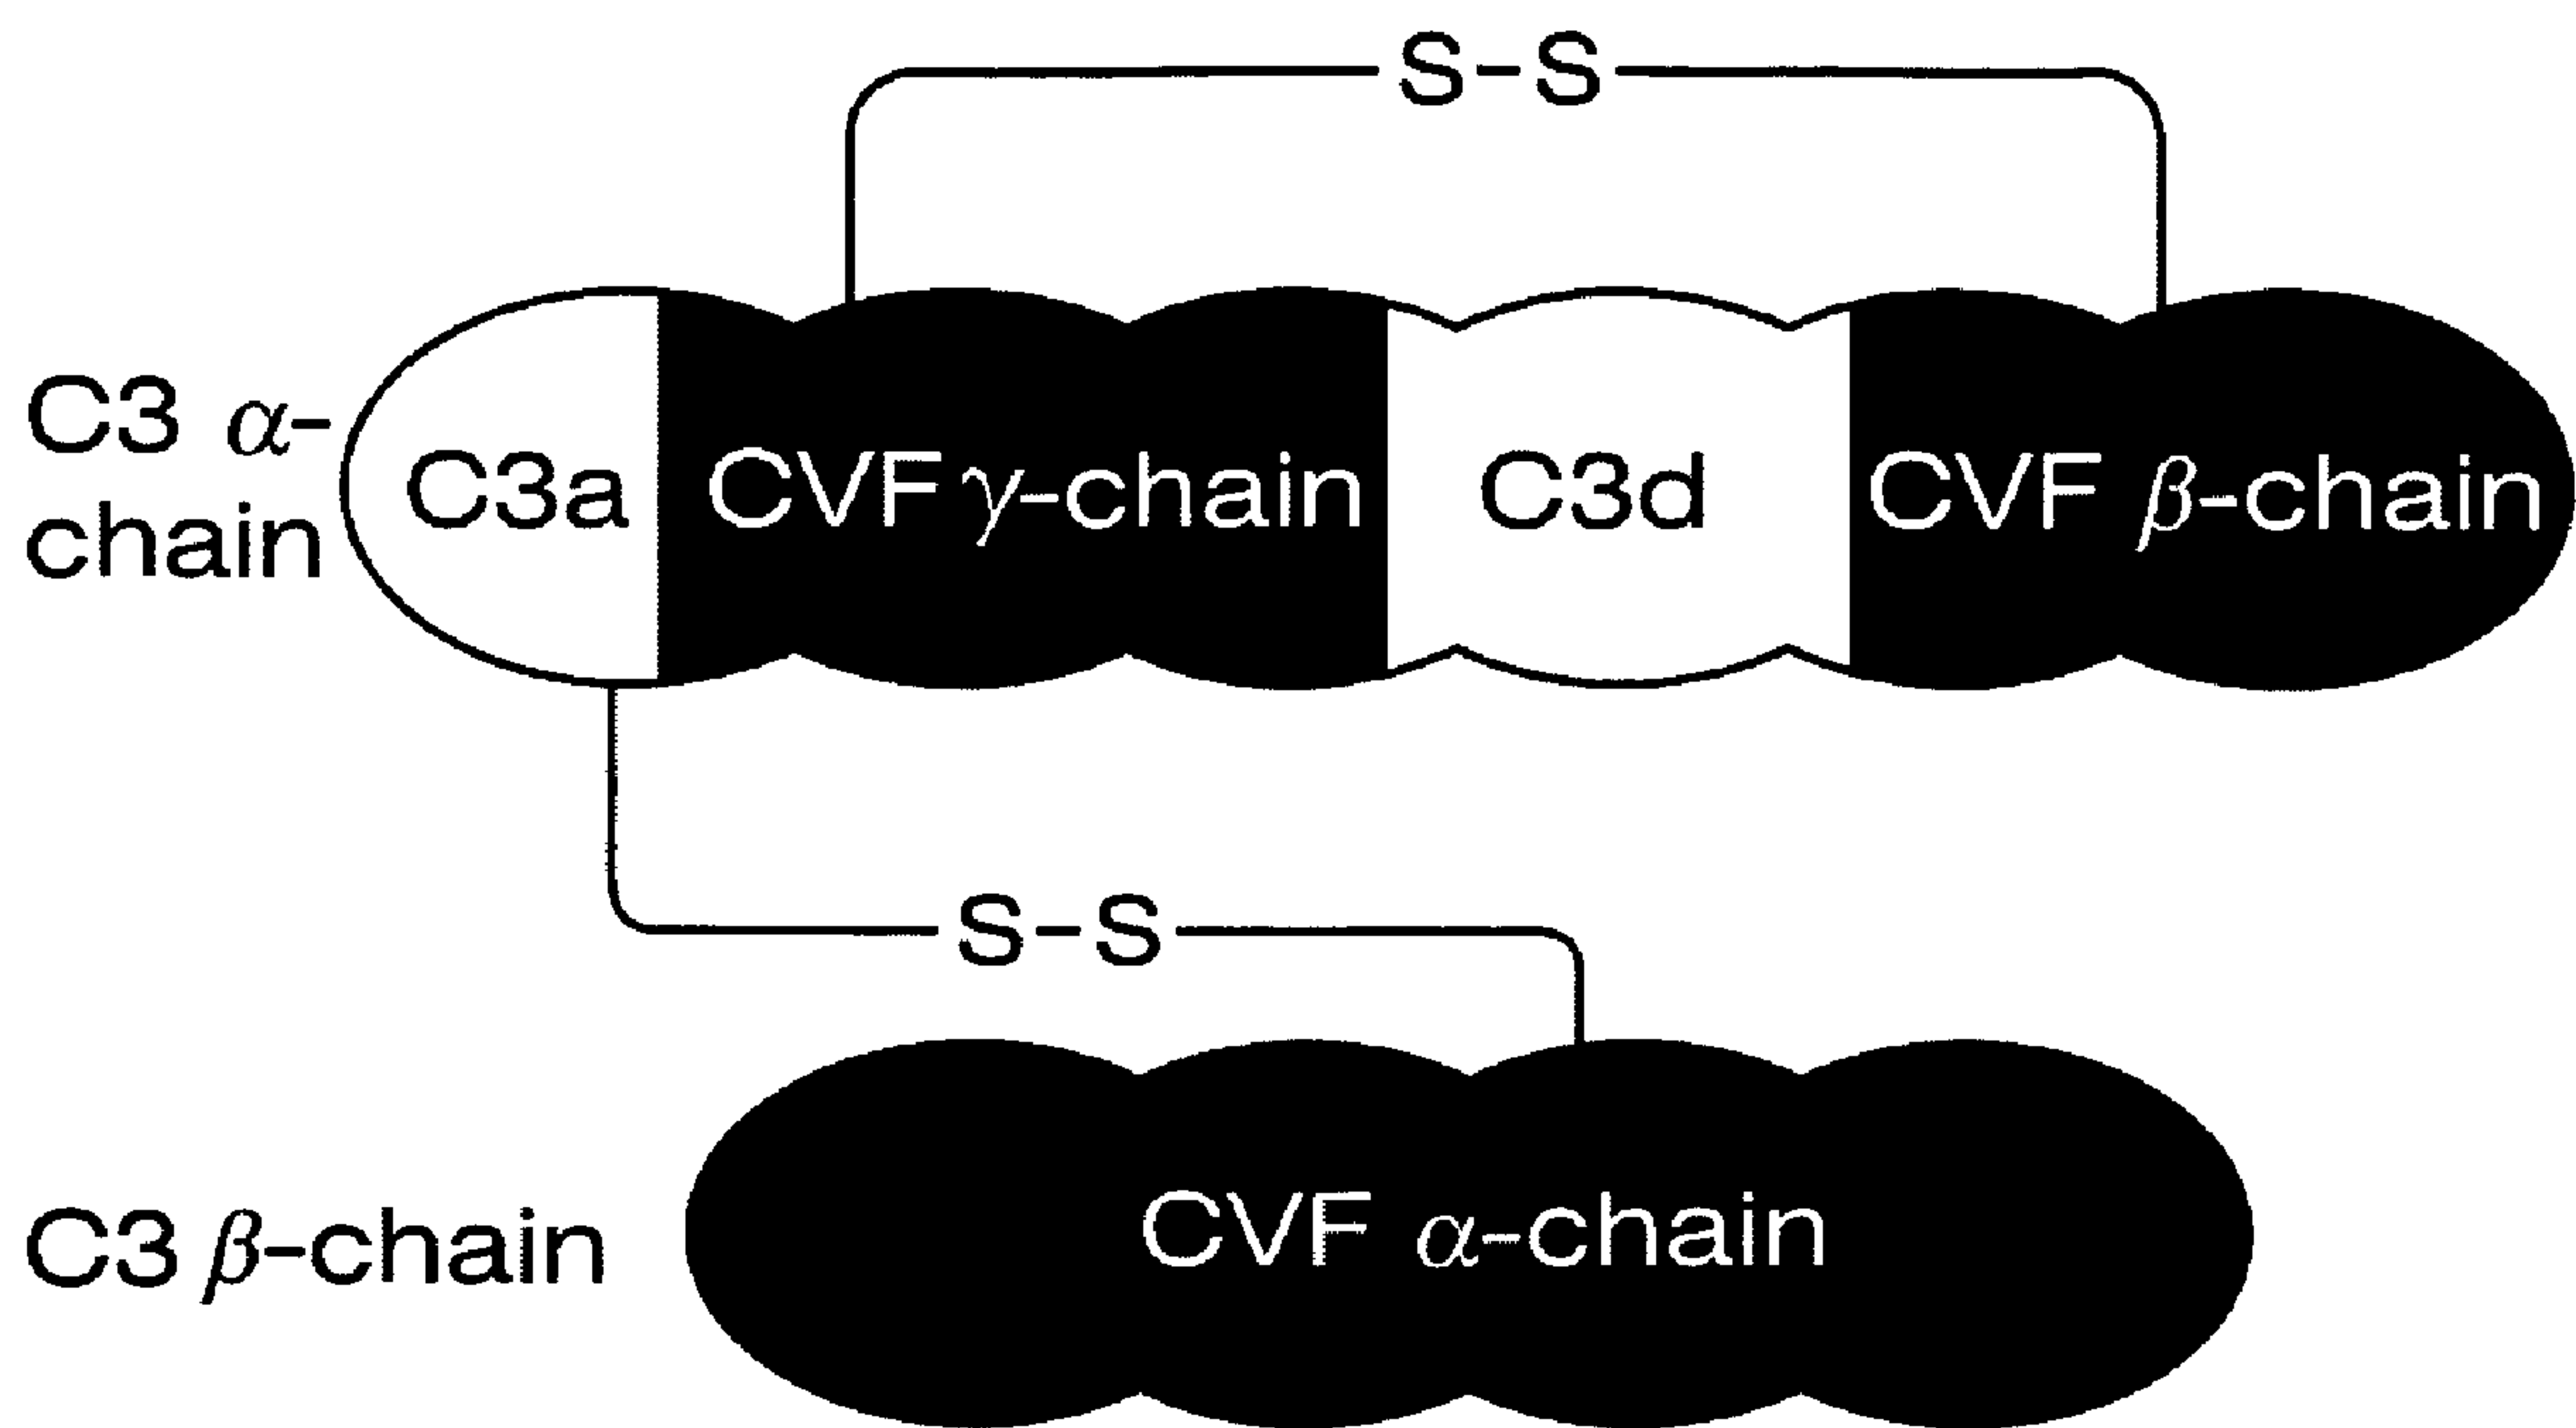 S-S
C3 α-
chain
C3a
CVF γ-chain
C3d
CVF β-chain
S-S
C3 β-chain
CVF α-chain